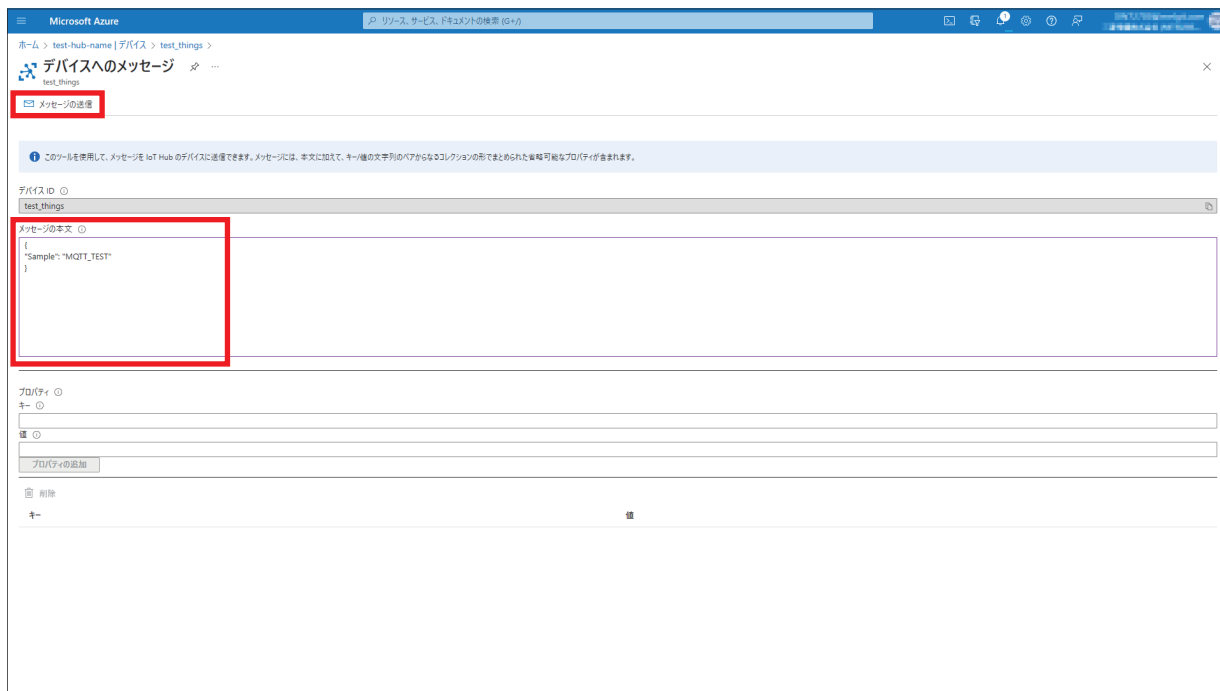 Microsoft Azure
リソース、サービス、ドキュメントの検索 (G+/)
1
ホーム > test-hub-name | デバイス > test_things >
デバイスへのメッセージ ...
test_things
メッセージの送信
このツールを使用して、メッセージを IoT Hub のデバイスに送信できます。メッセージには、本文に加えて、キー/値の文字列のペアからなるコレクションの形でまとめられた省略可能なプロパティが含まれます。
デバイス ID
test_things
メッセージの本文
{
"Sample": "MQTT_TEST"
}
プロパティ
キー
値
プロパティの追加
削除
キー 値